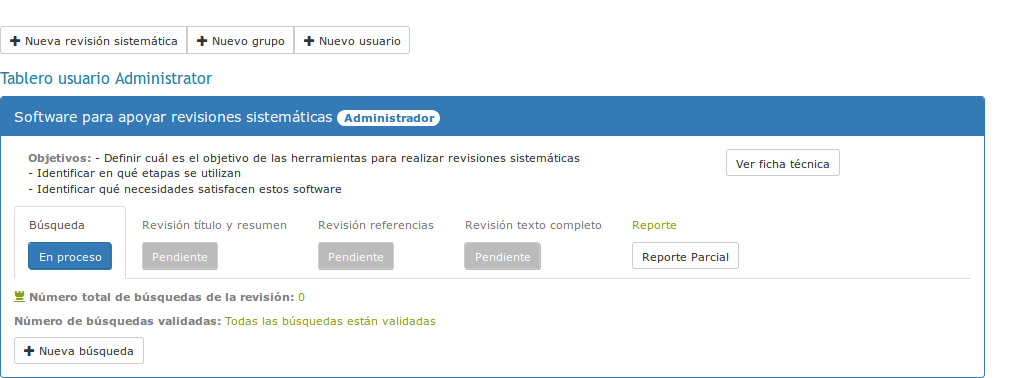 Nueva revisión sistemática Nuevo grupo Nuevo usuario
Tablero usuario Administrator
Software para apoyar revisiones sistemáticas Administrador
Objetivos: - Definir cuál es el objetivo de las herramientas para realizar revisiones sistemáticas
- Identificar en qué etapas se utilizan
- Identificar qué necesidades satisfacen estos software
Ver ficha técnica
Búsqueda Revisión título y resumen Revisión referencias Revisión texto completo Reporte
En proceso Pendiente Pendiente Pendiente Reporte Parcial
Número total de búsquedas de la revisión: 0
Número de búsquedas validadas: Todas las búsquedas están validadas
Nueva búsqueda